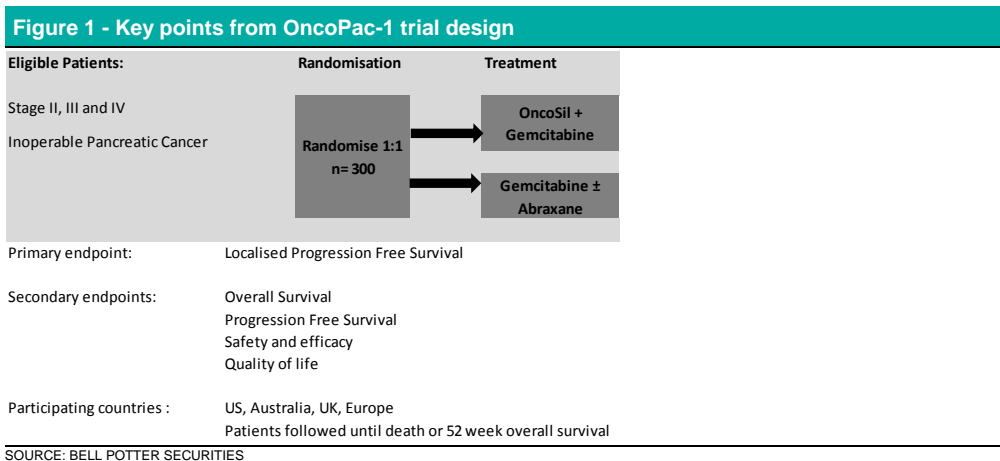 Figure 1 - Key points from OncoPac-1 trial design
Eligible Patients: Randomisation Treatment
Stage II, III and IV
Inoperable Pancreatic Cancer
Randomise 1:1
n= 300
OncoSil +
Gemcitabine
Gemcitabine ±
Abraxane
Primary endpoint: Localised Progression Free Survival
Secondary endpoints: Overall Survival
Progression Free Survival
Safety and efficacy
Quality of life
Participating countries : US, Australia, UK, Europe
Patients followed until death or 52 week overall survival
SOURCE: BELL POTTER SECURITIES